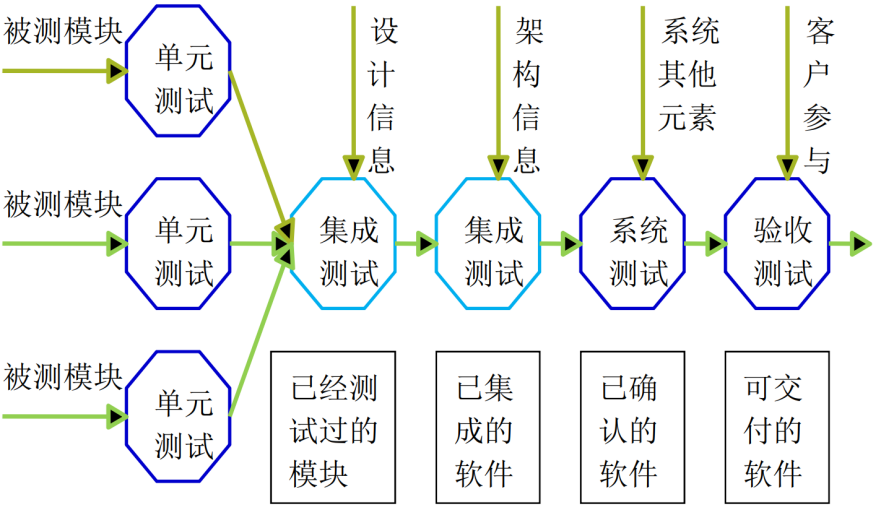 被测模块
单元
测试
设
计
信
息
架
构
信
息
系统
其他
元素
客
户
参
与
被测模块
单元
测试
集成
测试
集成
测试
系统
测试
验收
测试
被测模块
单元
测试
已经测
试过的
模块
已集
成的
软件
已确
认的
软件
可交
付的
软件